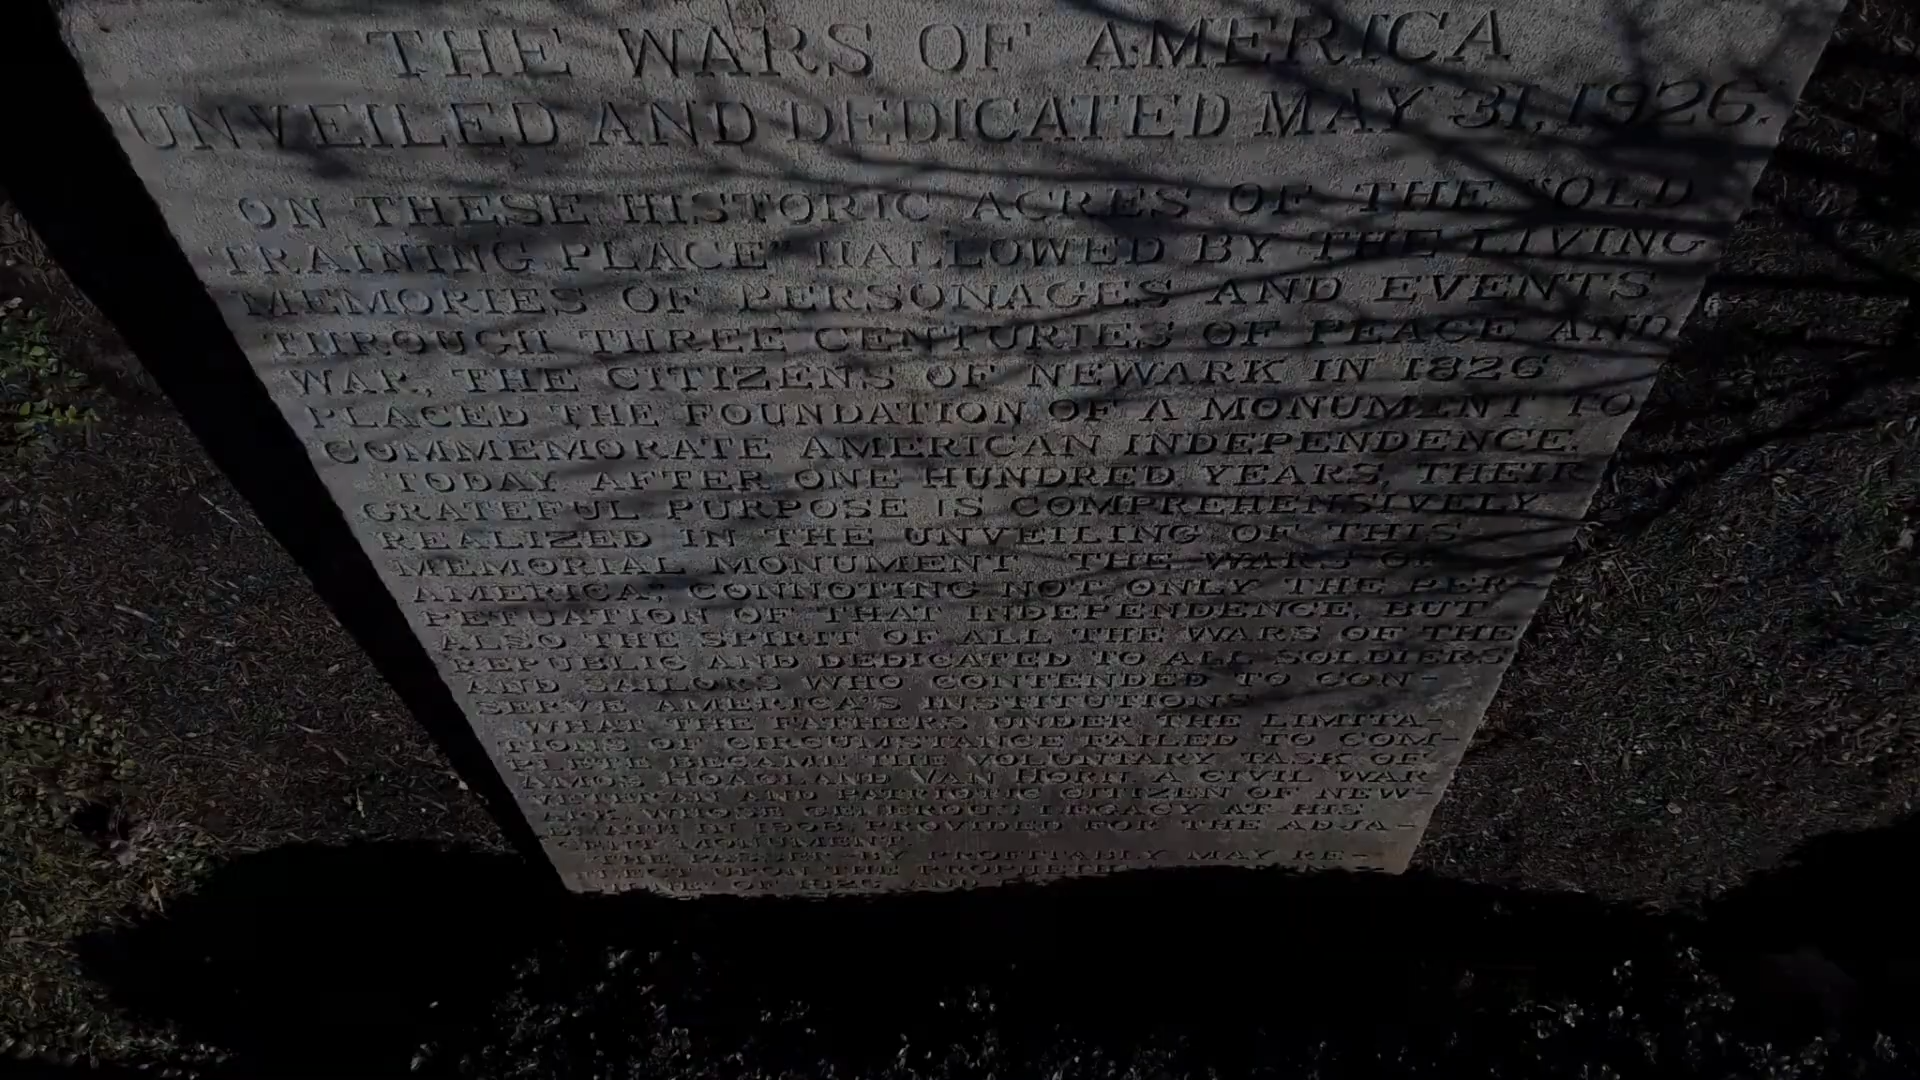 THE WARS OF AMERICA
UNVEILED AND DEDICATED MAY 31, 1926.
ON THESE HISTORIC ACRES OF THE "OLD
TRAINING PLACE" HALLOWED BY THE LIVING
MEMORIES OF PERSONAGES AND EVENTS
THROUGH THREE CENTURIES OF PEACE AND
WAR, THE CITIZENS OF NEWARK IN 1826
PLACED THE FOUNDATION OF A MONUMENT TO
COMMEMORATE AMERICAN INDEPENDENCE.
TODAY AFTER ONE HUNDRED YEARS, THEIR
GRATEFUL PURPOSE IS COMPREHENSIVELY
REALIZED IN THE UNVEILING OF THIS
MEMORIAL MONUMENT "THE WARS OF
AMERICA," CONNOTING NOT ONLY THE PER-
PETUATION OF THAT INDEPENDENCE, BUT
ALSO THE SPIRIT OF ALL THE WARS OF THE
REPUBLIC AND DEDICATED TO ALL SOLDIERS
AND SAILORS WHO CONTENDED TO CON-
SERVE AMERICA'S INSTITUTIONS.
WHAT THE FATHERS UNDER THE LIMITA-
TIONS OF CIRCUMSTANCE FAILED TO COM-
PLETE BECAME THE VOLUNTARY TASK OF
AMOS HOAGLAND VAN HORN A CIVIL WAR
VETERAN AND PATRIOTIC CITIZEN OF NEW-
ARK, WHOSE GENEROUS LEGACY AT HIS
DEATH IN 1908, PROVIDED FOR THE ADJA-
CENT MONUMENT.
THE PASSER-BY PROFITABLY MAY RE-
FLECT UPON THE PROPHETIC
OF 1826 AND